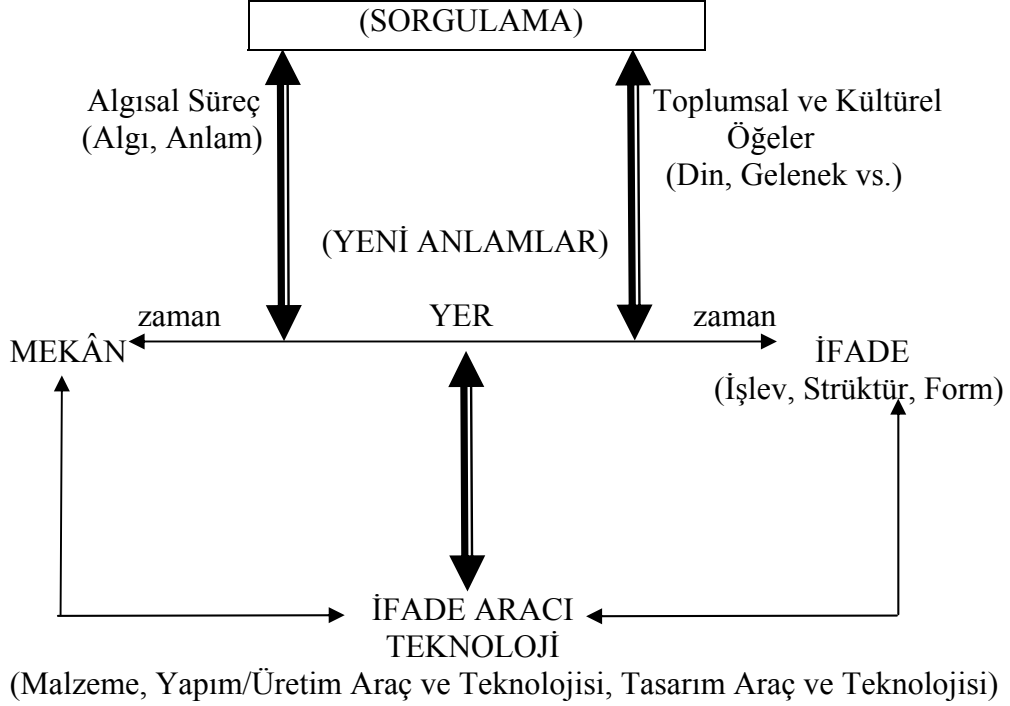 (SORGULAMA)
Algısal Süreç
(Algı, Anlam)
Toplumsal ve Kültürel
Öğeler
(Din, Gelenek vs.)
(YENİ ANLAMLAR)
zaman YER zaman
MEKÂN İFADE
(İşlev, Strüktür, Form)
İFADE ARACI
TEKNOLOJİ
(Malzeme, Yapım/Üretim Araç ve Teknolojisi, Tasarım Araç ve Teknolojisi)